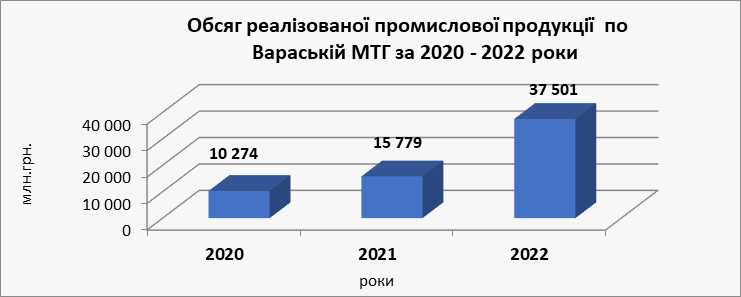 Обсяг реалізованої промислової продукції по
Вараській МТГ за 2020 - 2022 роки
37 501
40 000
15 779
10 274
30 000
20 000
10 000
0
млн.грн.
2020
2021
2022
роки